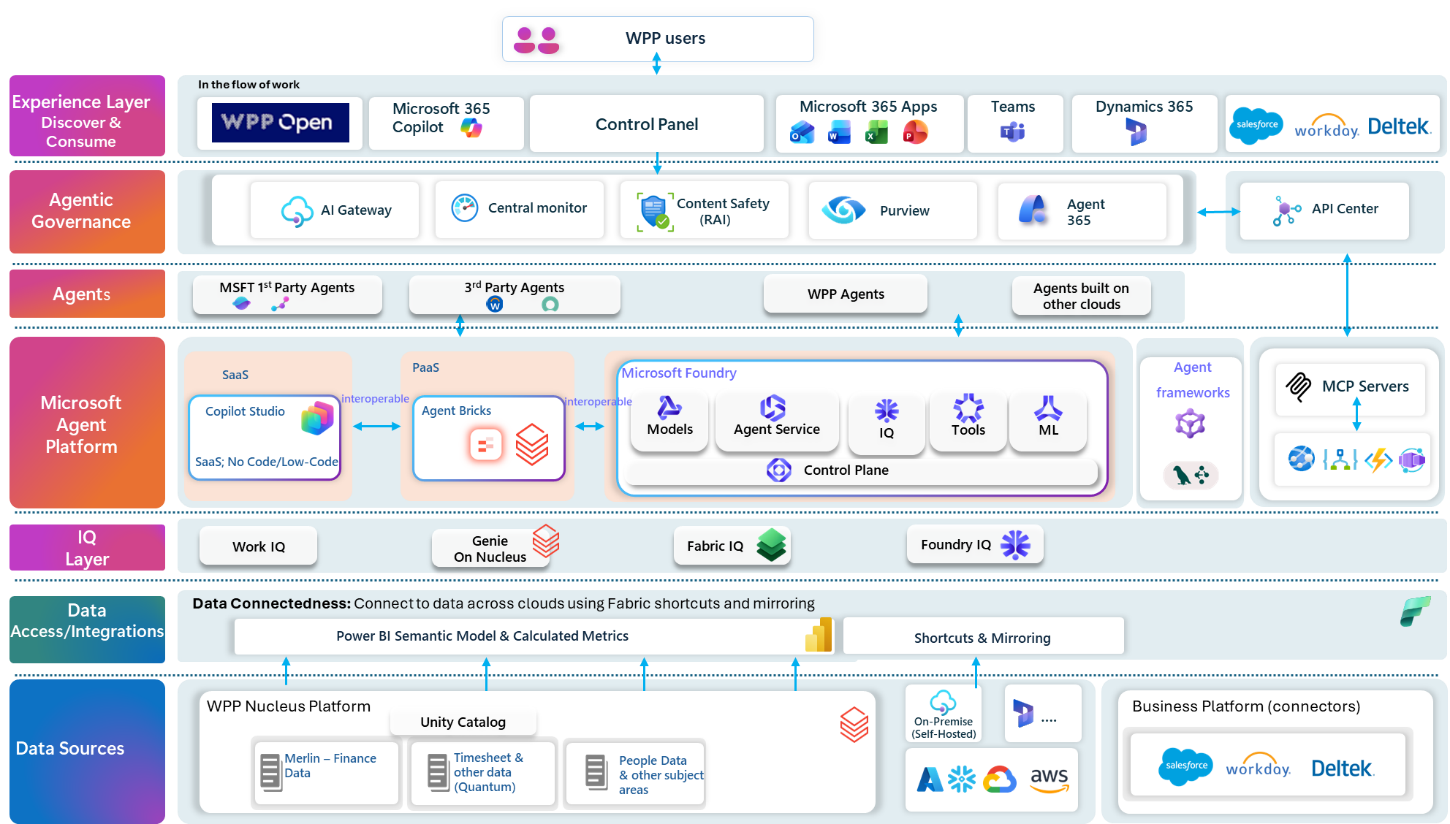 WPP users
Experience Layer
Discover &
Consume
In the flow of work
WPP Open
Microsoft 365
Copilot
Control Panel
Microsoft 365 Apps
Teams
Dynamics 365
salesforce
workday.
Deltek.
Agentic
Governance
AI Gateway
Central monitor
Content Safety
(RAI)
Purview
Agent
365
API Center
Agents
MSFT 1st Party Agents
3rd Party Agents
WPP Agents
Agents built on
other clouds
Microsoft
Agent
Platform
SaaS
Copilot Studio
SaaS; No Code/Low-Code
interoperable
PaaS
Agent Bricks
interoperable
Microsoft Foundry
Models
Agent Service
IQ
Tools
ML
Control Plane
Agent
frameworks
MCP Servers
IQ
Layer
Work IQ
Genie
On Nucleus
Fabric IQ
Foundry IQ
Data
Access/Integrations
Data Connectedness: Connect to data across clouds using Fabric shortcuts and mirroring
Power BI Semantic Model & Calculated Metrics
Shortcuts & Mirroring
Data Sources
WPP Nucleus Platform
Unity Catalog
Merlin – Finance
Data
Timesheet &
other data
(Quantum)
People Data
& other subject
areas
On-Premise
(Self-Hosted)
....
aws
Business Platform (connectors)
salesforce
workday.
Deltek.